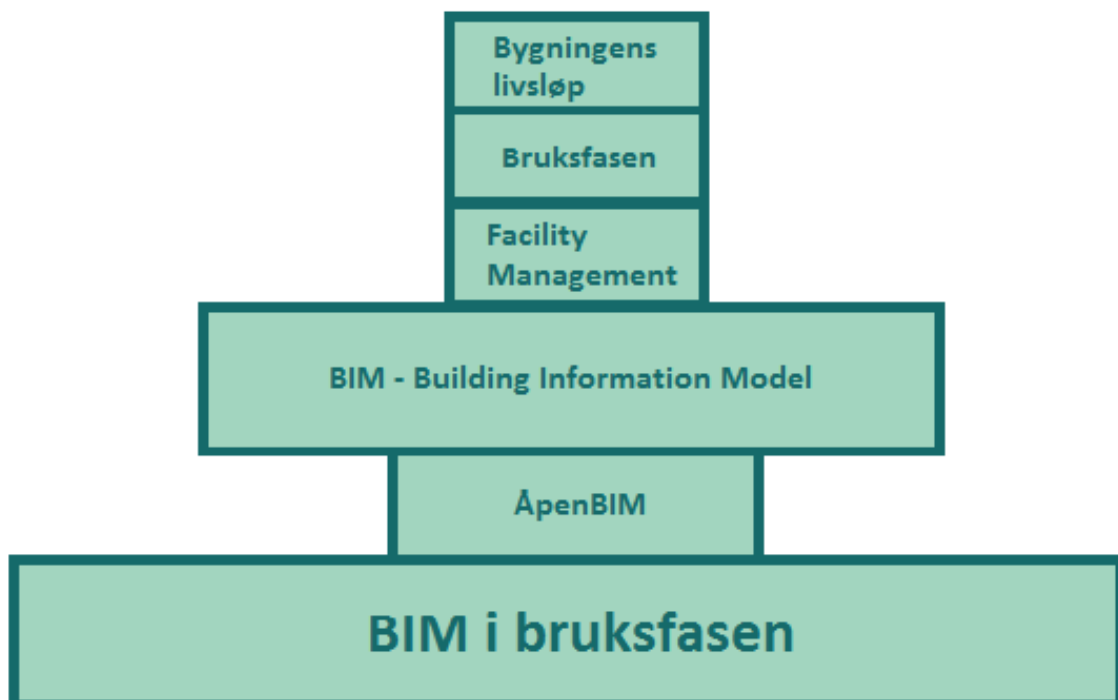 Bygningens
livsløp
Bruksfasen
Facility
Management
BIM - Building Information Model
ÅpenBIM
BIM i bruksfasen